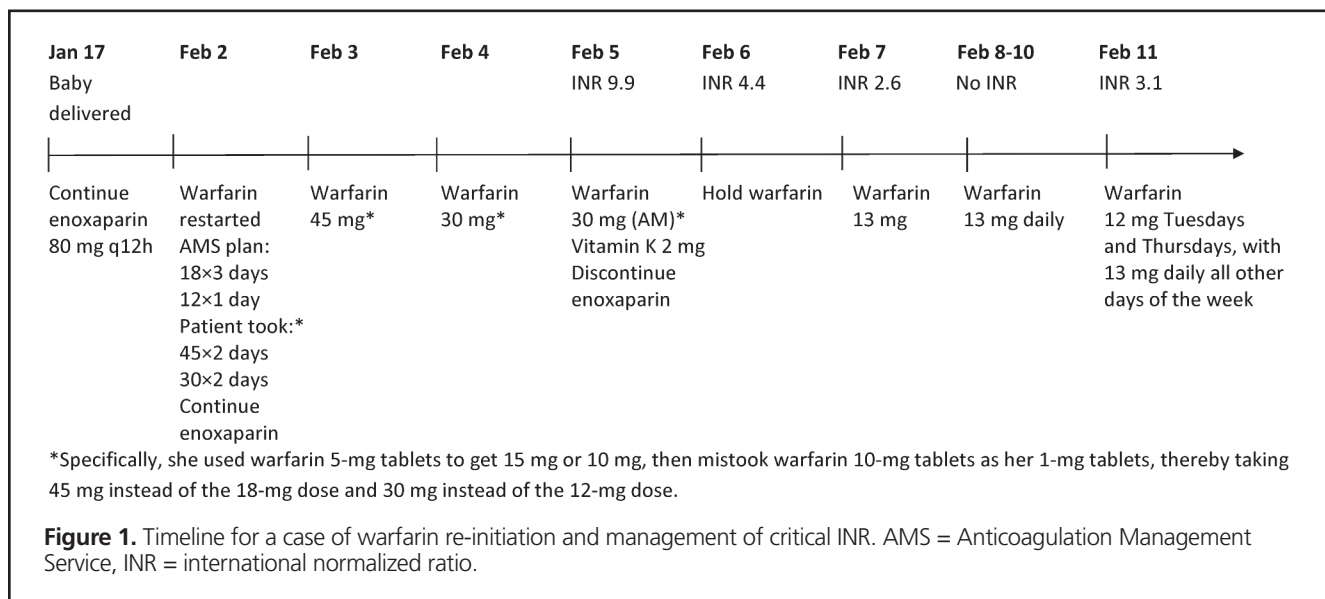 Jan 17 Feb 2 Feb 3 Feb 4 Feb 5 Feb 6 Feb 7 Feb 8-10 Feb 11
Baby INR 9.9 INR 4.4 INR 2.6 No INR INR 3.1
delivered
Continue Warfarin Warfarin Warfarin Warfarin Hold warfarin Warfarin Warfarin Warfarin
enoxaparin restarted 45 mg* 30 mg* 30 mg (AM)* 13 mg 13 mg daily 12 mg Tuesdays
80 mg q12h AMS plan: Vitamin K 2 mg and Thursdays, with
18×3 days Discontinue 13 mg daily all other
12×1 day enoxaparin days of the week
Patient took:*
45×2 days
30×2 days
Continue
enoxaparin
*Specifically, she used warfarin 5-mg tablets to get 15 mg or 10 mg, then mistook warfarin 10-mg tablets as her 1-mg tablets, thereby taking
45 mg instead of the 18-mg dose and 30 mg instead of the 12-mg dose.
Figure 1. Timeline for a case of warfarin re-initiation and management of critical INR. AMS = Anticoagulation Management
Service, INR = international normalized ratio.